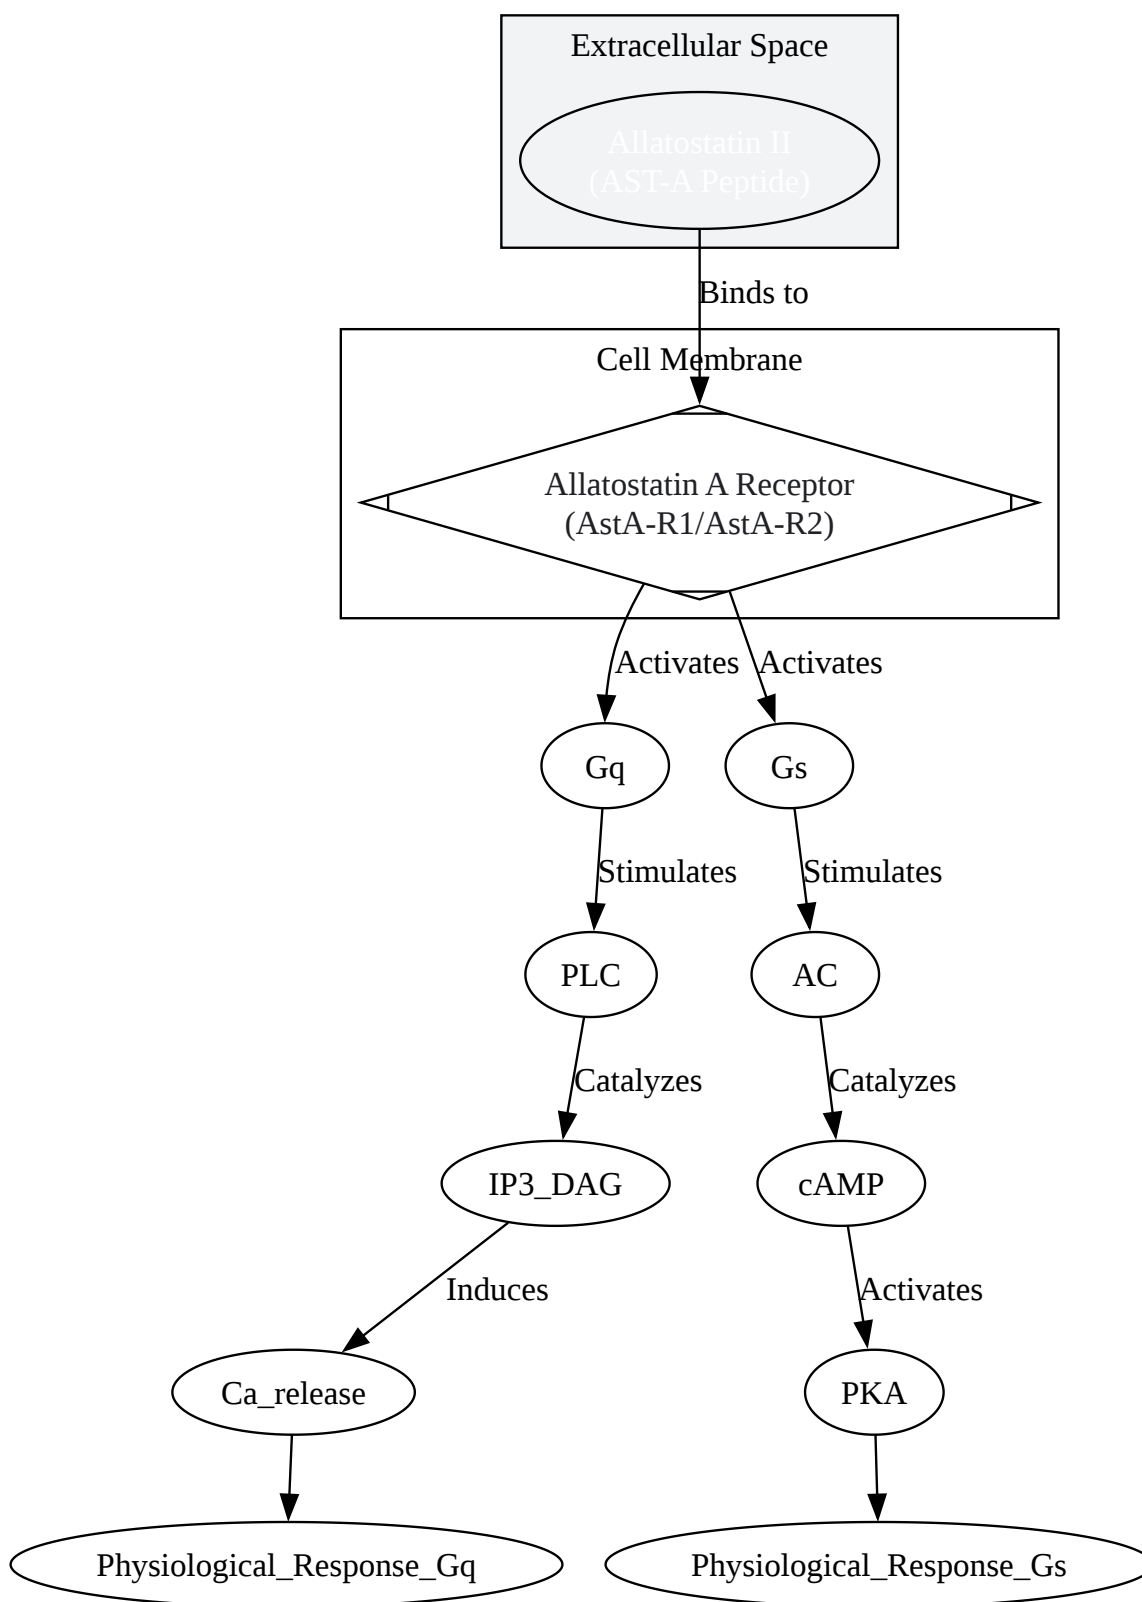 Extracellular Space
Allatostatin II
(AST-A Peptide)
Binds to
Cell Membrane
Allatostatin A Receptor
(AstA-R1/AstA-R2)
Activates
Activates
Gq
Gs
Stimulates
Stimulates
PLC
AC
Catalyzes
Catalyzes
IP3_DAG
cAMP
Induces
Activates
Ca_release
PKA
Physiological_Response_Gq
Physiological_Response_Gs